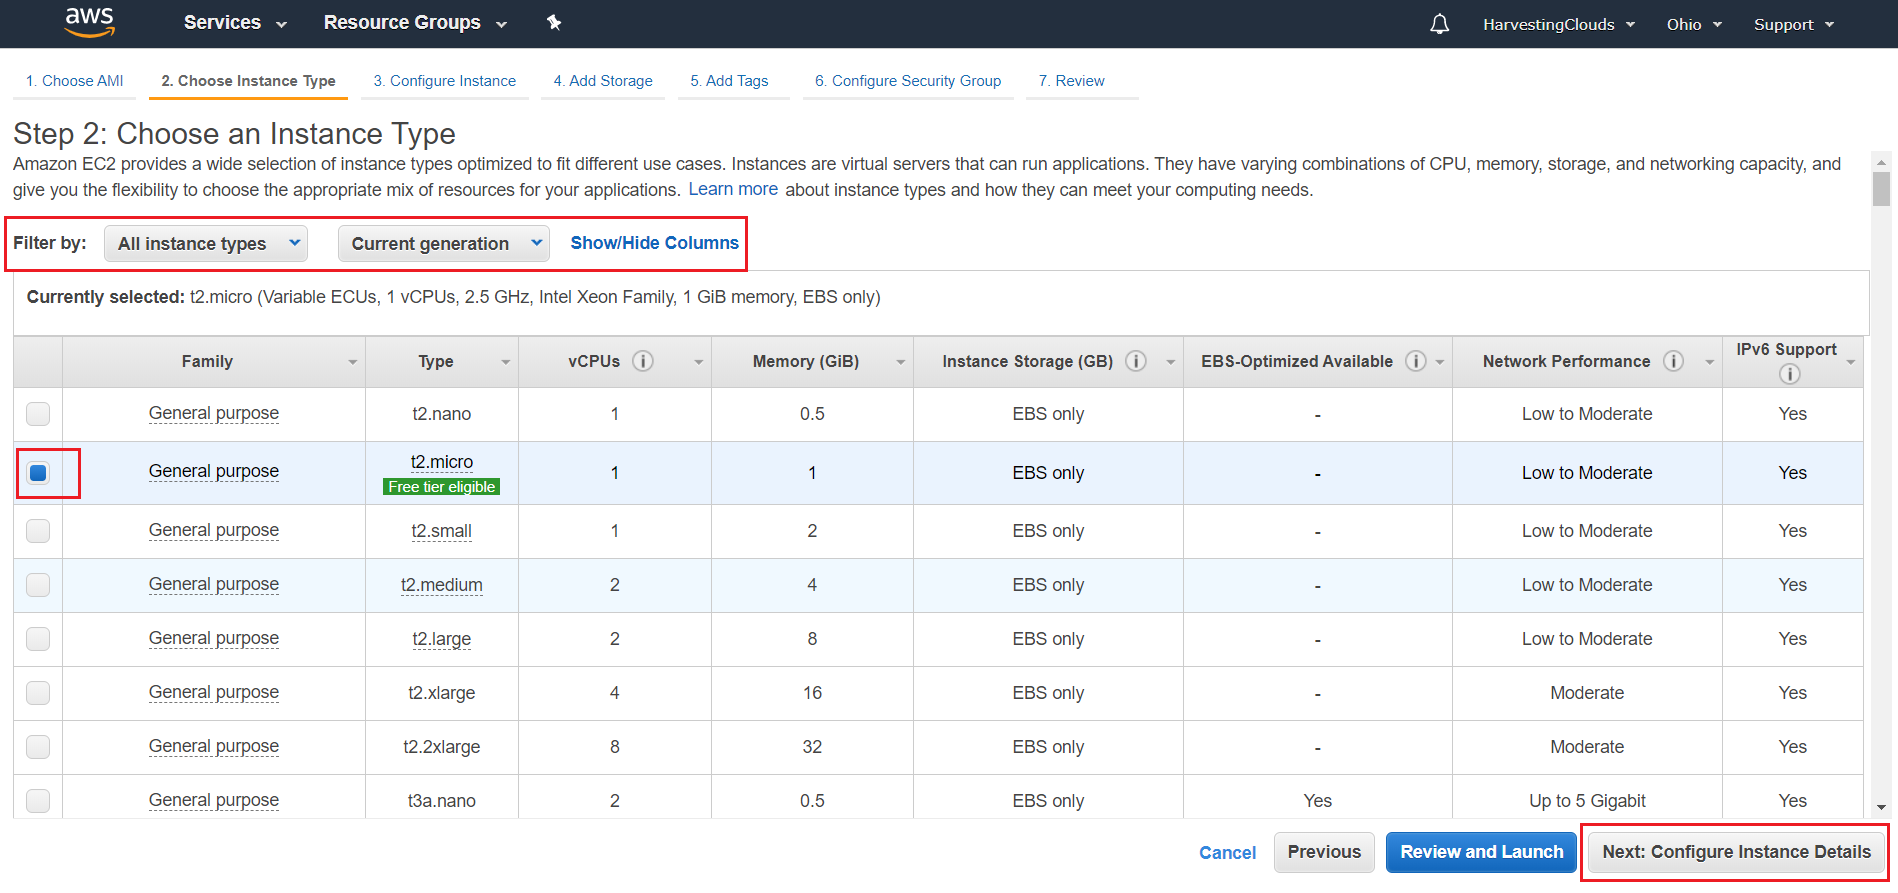 aws Services Resource Groups HarvestingClouds Ohio Support
1. Choose AMI 2. Choose Instance Type 3. Configure Instance 4. Add Storage 5. Add Tags 6. Configure Security Group 7. Review
Step 2: Choose an Instance Type
Amazon EC2 provides a wide selection of instance types optimized to fit different use cases. Instances are virtual servers that can run applications. They have varying combinations of CPU, memory, storage, and networking capacity, and
give you the flexibility to choose the appropriate mix of resources for your applications. Learn more about instance types and how they can meet your computing needs.
Filter by: All instance types Current generation Show/Hide Columns
Currently selected: t2.micro (Variable ECUs, 1 vCPUs, 2.5 GHz, Intel Xeon Family, 1 GiB memory, EBS only)
Family Type vCPUs i Memory (GiB) Instance Storage (GB) i EBS-Optimized Available i Network Performance i IPv6 Support i
General purpose t2.nano 1 0.5 EBS only - Low to Moderate Yes
General purpose t2.micro 1 1 EBS only - Low to Moderate Yes
Free tier eligible
General purpose t2.small 1 2 EBS only - Low to Moderate Yes
General purpose t2.medium 2 4 EBS only - Low to Moderate Yes
General purpose t2.large 2 8 EBS only - Low to Moderate Yes
General purpose t2.xlarge 4 16 EBS only - Moderate Yes
General purpose t2.2xlarge 8 32 EBS only - Moderate Yes
General purpose t3a.nano 2 0.5 EBS only Yes Up to 5 Gigabit Yes
Cancel Previous Review and Launch Next: Configure Instance Details